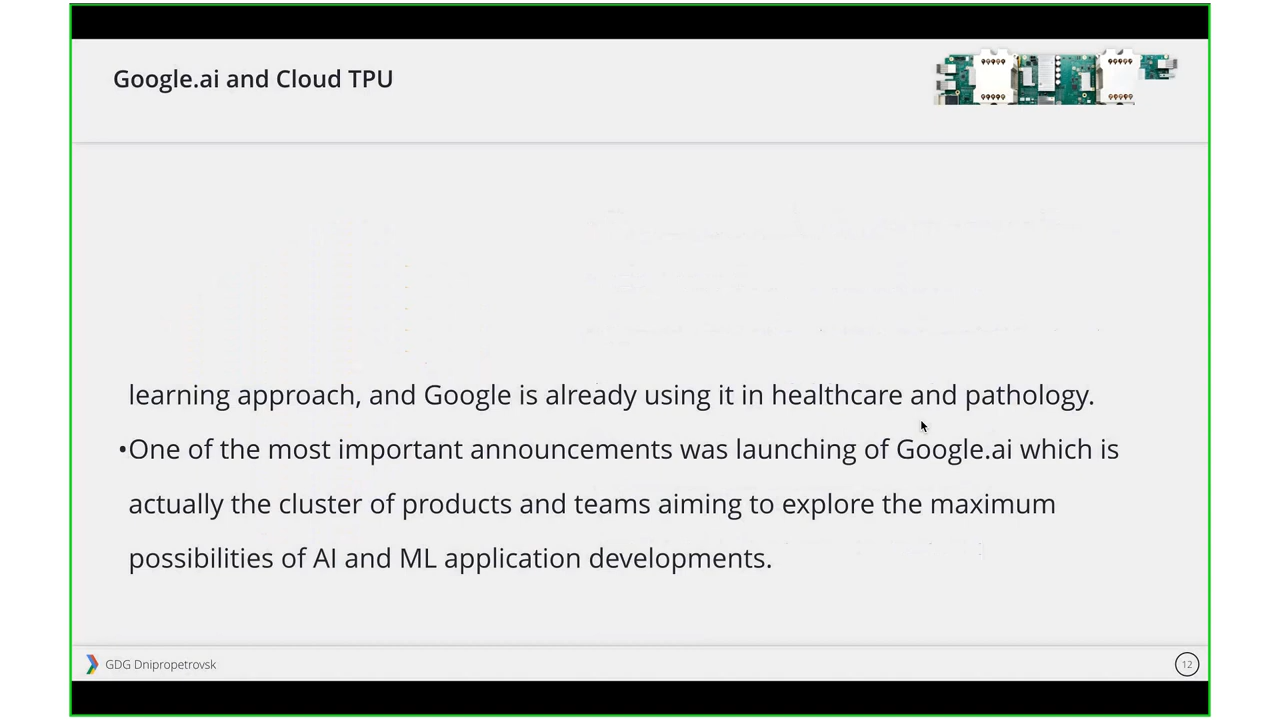 Google.ai and Cloud TPU
learning approach, and Google is already using it in healthcare and pathology.
•One of the most important announcements was launching of Google.ai which is
actually the cluster of products and teams aiming to explore the maximum
possibilities of AI and ML application developments.
GDG Dnipropetrovsk
12